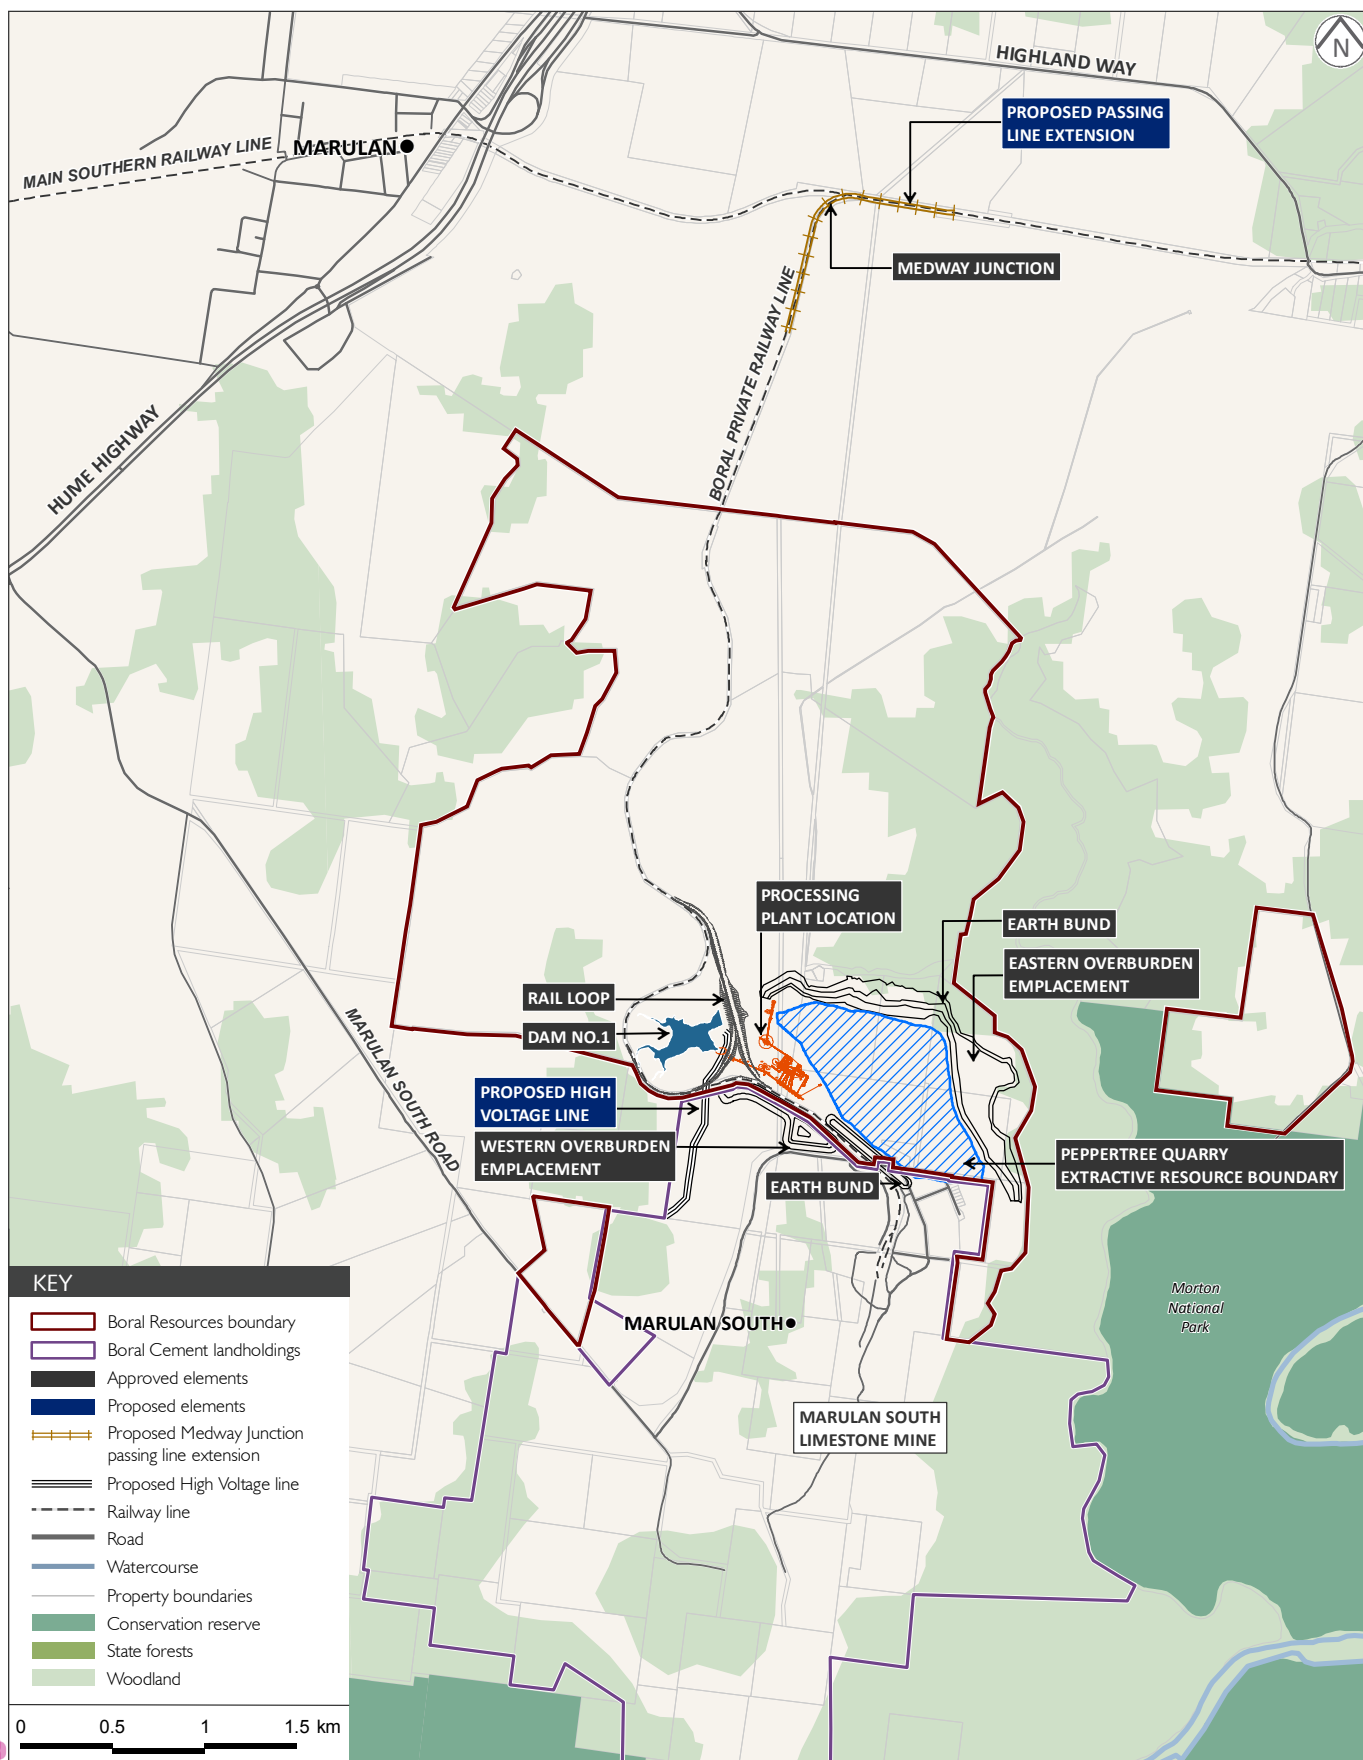 N
HIGHLAND WAY
PROPOSED PASSING
LINE EXTENSION
MAIN SOUTHERN RAILWAY LINE
MARULAN
MEDWAY JUNCTION
BORAL PRIVATE RAILWAY LINE
HUME HIGHWAY
PROCESSING
PLANT LOCATION
EARTH BUND
EASTERN OVERBURDEN
EMPLACEMENT
RAIL LOOP
DAM NO.1
MARULAN SOUTH ROAD
PROPOSED HIGH
VOLTAGE LINE
WESTERN OVERBURDEN
EMPLACEMENT
PEPPERTREE QUARRY
EXTRACTIVE RESOURCE BOUNDARY
EARTH BUND
Morton
National
Park
MARULAN SOUTH
MARULAN SOUTH
LIMESTONE MINE
KEY
Boral Resources boundary
Boral Cement landholdings
Approved elements
Proposed elements
Proposed Medway Junction
passing line extension
Proposed High Voltage line
Railway line
Road
Watercourse
Property boundaries
Conservation reserve
State forests
Woodland
0 0.5 1 1.5 km